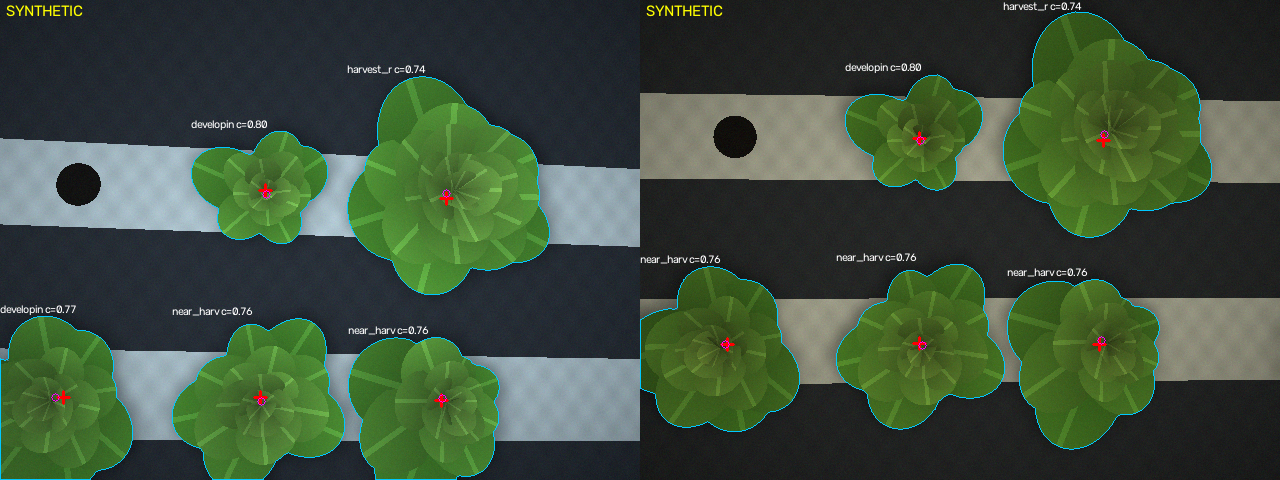 SYNTHETIC
harvest_r c=0.74
developin c=0.80
developin c=0.77
near_harv c=0.76
near_harv c=0.76
SYNTHETIC
harvest_r c=0.74
developin c=0.80
near_harv c=0.76
near_harv c=0.76
near_harv c=0.76